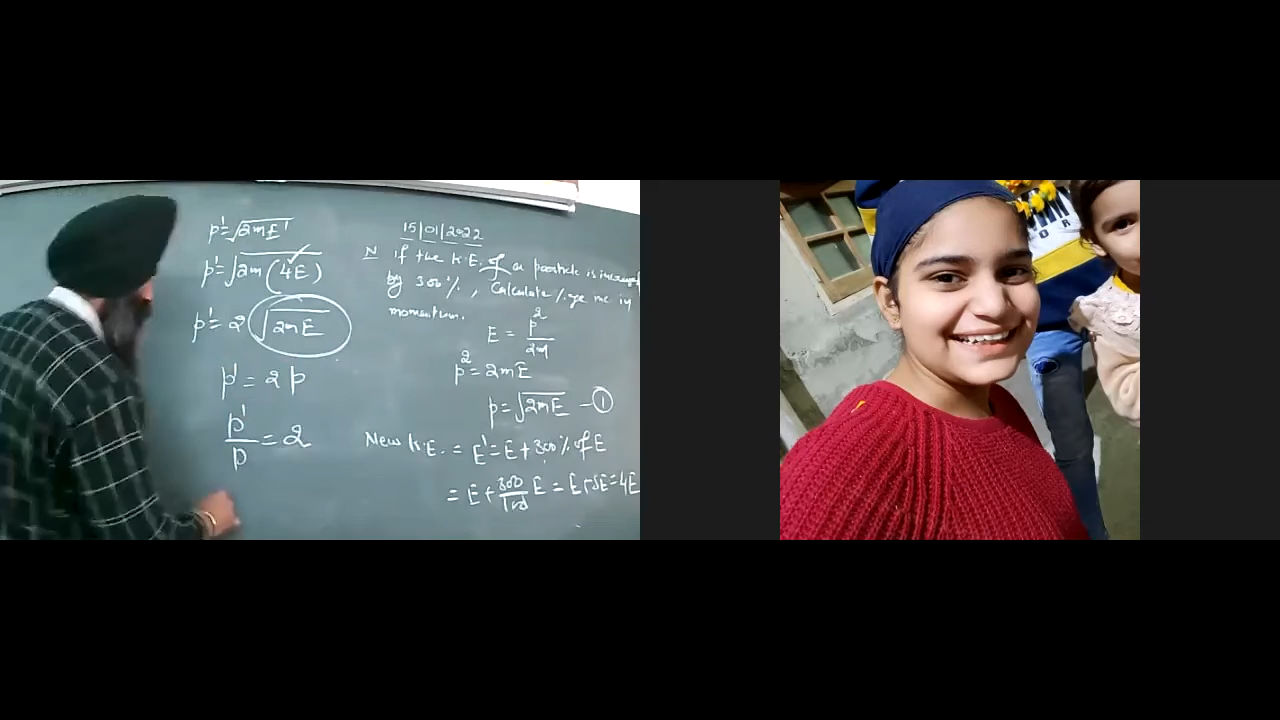 p' = √2mE'
p' = √2m(4E)
p' = 2 √2mE
p' = 2p
p'/p = 2
15|01|2022
N If the K.E. of a particle is increased
by 300%, Calculate %age inc in
momentum.
E = p²/2m
p² = 2mE
p = √2mE – ①
New K.E. = E' = E + 300% of E
= E + 300/100 E = E + 3E = 4E